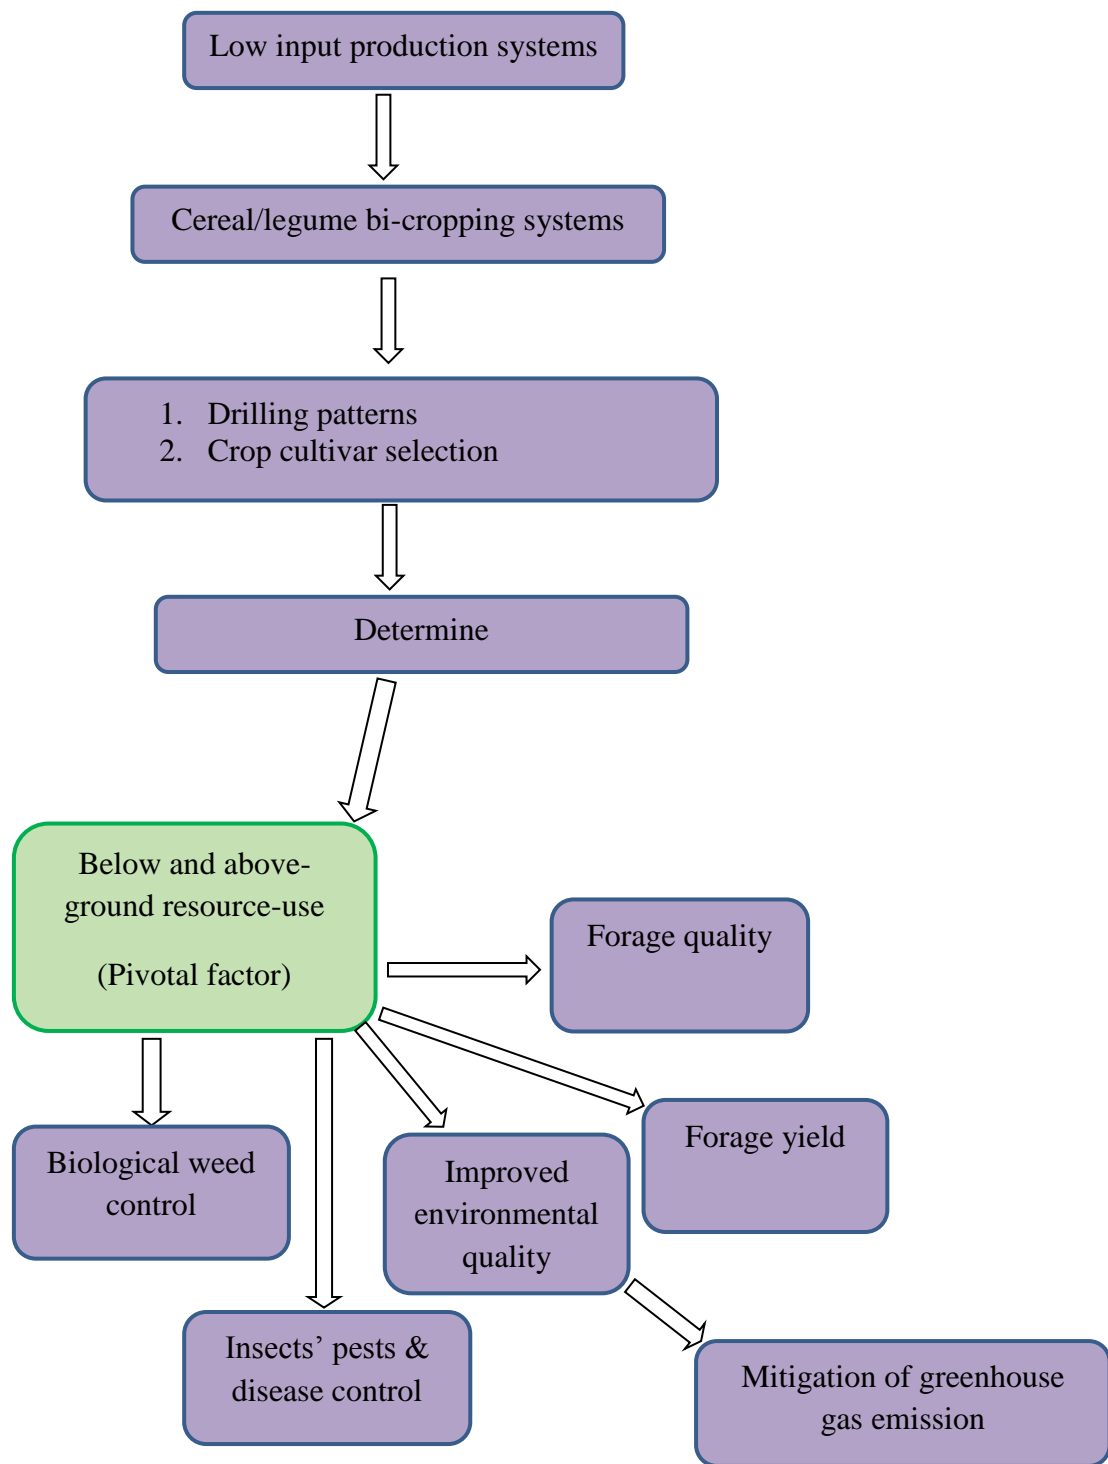 Low input production systems
Cereal/legume bi-cropping systems
1. Drilling patterns
2. Crop cultivar selection
Determine
Below and above-
ground resource-use
(Pivotal factor)
Forage quality
Forage yield
Biological weed
control
Improved
environmental
quality
Insects’ pests &
disease control
Mitigation of greenhouse
gas emission